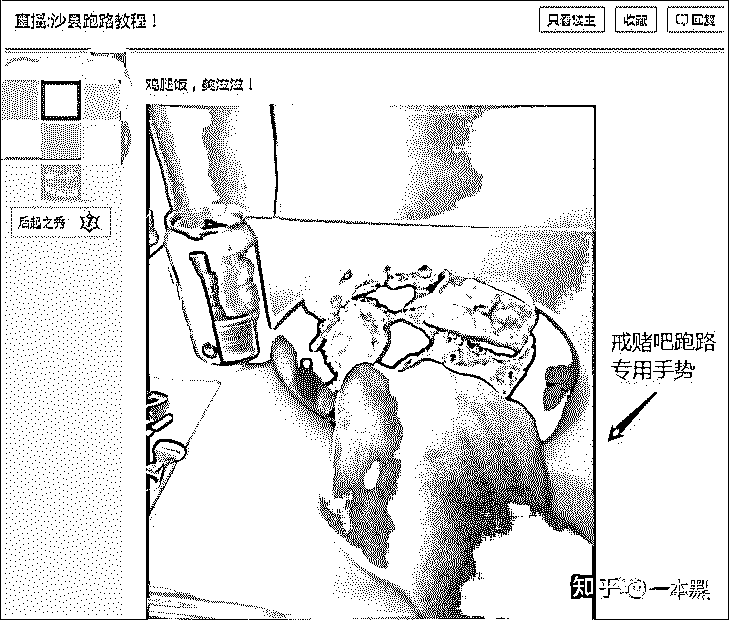 直播:沙县跑路教程！
只看楼主
收藏
回复
鸡腿饭，美滋滋！
后起之秀
戒赌吧跑路
专用手势
知乎 @一本黑